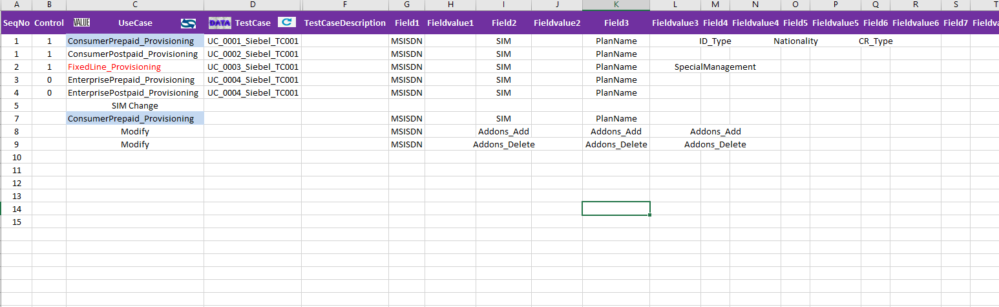 A B C D F G H I J K L M N O P Q R S T
SeqNo Control VALUE UseCase DATA TestCase TestCaseDescription Field1 Fieldvalue1 Field2 Fieldvalue2 Field3 Fieldvalue3 Field4 Fieldvalue4 Field5 Fieldvalue5 Field6 Fieldvalue6 Field7 Fieldva
1 1 ConsumerPrepaid_Provisioning UC_0001_Siebel_TC001 MSISDN SIM PlanName ID_Type Nationality CR_Type
1 1 ConsumerPostpaid_Provisioning UC_0002_Siebel_TC001 MSISDN SIM PlanName
2 1 FixedLine_Provisioning UC_0003_Siebel_TC001 MSISDN SIM PlanName SpecialManagement
3 0 EnterprisePrepaid_Provisioning UC_0004_Siebel_TC001 MSISDN SIM PlanName
4 0 EnterprisePostpaid_Provisioning UC_0004_Siebel_TC001 MSISDN SIM PlanName
5 SIM Change
7 ConsumerPrepaid_Provisioning MSISDN SIM PlanName
8 Modify MSISDN Addons_Add Addons_Add Addons_Add
9 Modify MSISDN Addons_Delete Addons_Delete Addons_Delete
10
11
12
13
14
15